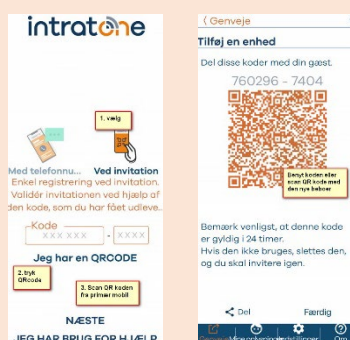 intratone
1. vælg
Med telefonnu... Ved invitation
Enkel registrering ved invitation.
Validér invitationen ved hjælp af
den kode, som du har fået udleve..
Kode
XXX XXX - XXXX
Jeg har en QRCODE
2. tryk
QRcode
3. Scan QR koden
fra primær mobil
NÆSTE
JEG HAR BRUG FOR HJÆLP
Genveje
Tilføj en enhed
Del disse koder med din gæst.
760296 - 7404
Benyt koden eller
scan QR kode med
den nye beboer
Bemærk venligst, at denne kode
er gyldig i 24 timer.
Hvis den ikke bruges, slettes den,
og du skal invitere igen.
Del Færdig
Om